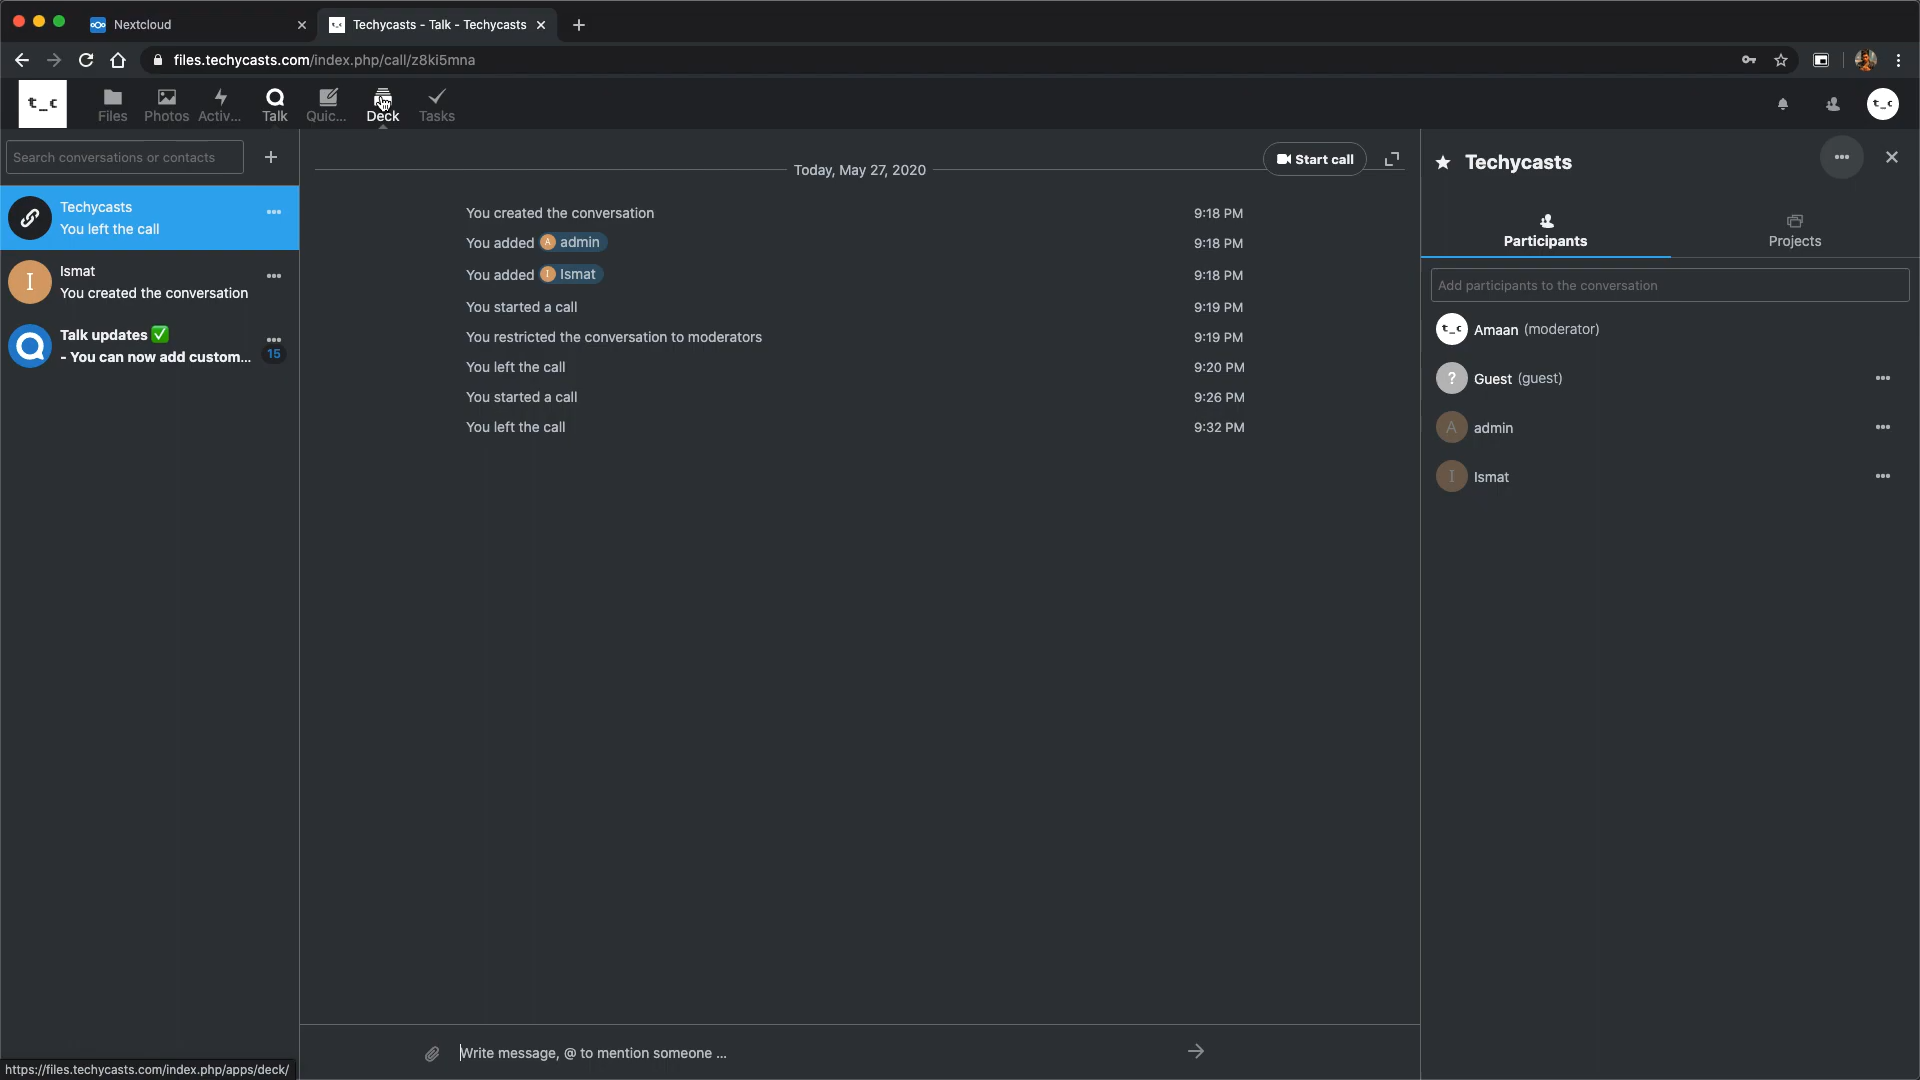 Nextcloud
Techycasts - Talk - Techycasts
files.techycasts.com/index.php/call/z8ki5mna
t_c
Files
Photos
Activ...
Talk
Quic...
Deck
Tasks
t_c
Search conversations or contacts
Techycasts
You left the call
I
Ismat
You created the conversation
Talk updates ✅
- You can now add custom...
15
Today, May 27, 2020
Start call
You created the conversation 9:18 PM
You added A admin 9:18 PM
You added I Ismat 9:18 PM
You started a call 9:19 PM
You restricted the conversation to moderators 9:19 PM
You left the call 9:20 PM
You started a call 9:26 PM
You left the call 9:32 PM
Write message, @ to mention someone ...
Techycasts
Participants
Projects
Add participants to the conversation
t_c Amaan (moderator)
? Guest (guest)
A admin
I Ismat
https://files.techycasts.com/index.php/apps/deck/